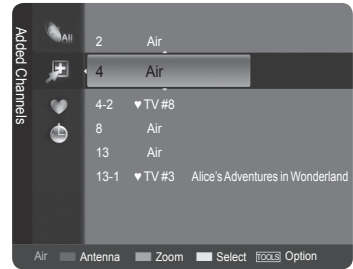 Added Channels
All
2 Air
4 Air
4-2 ♥ TV #8
8 Air
13 Air
13-1 ♥ TV #3 Alice's Adventures in Wonderland
Air Antenna Zoom Select TOOLS Option